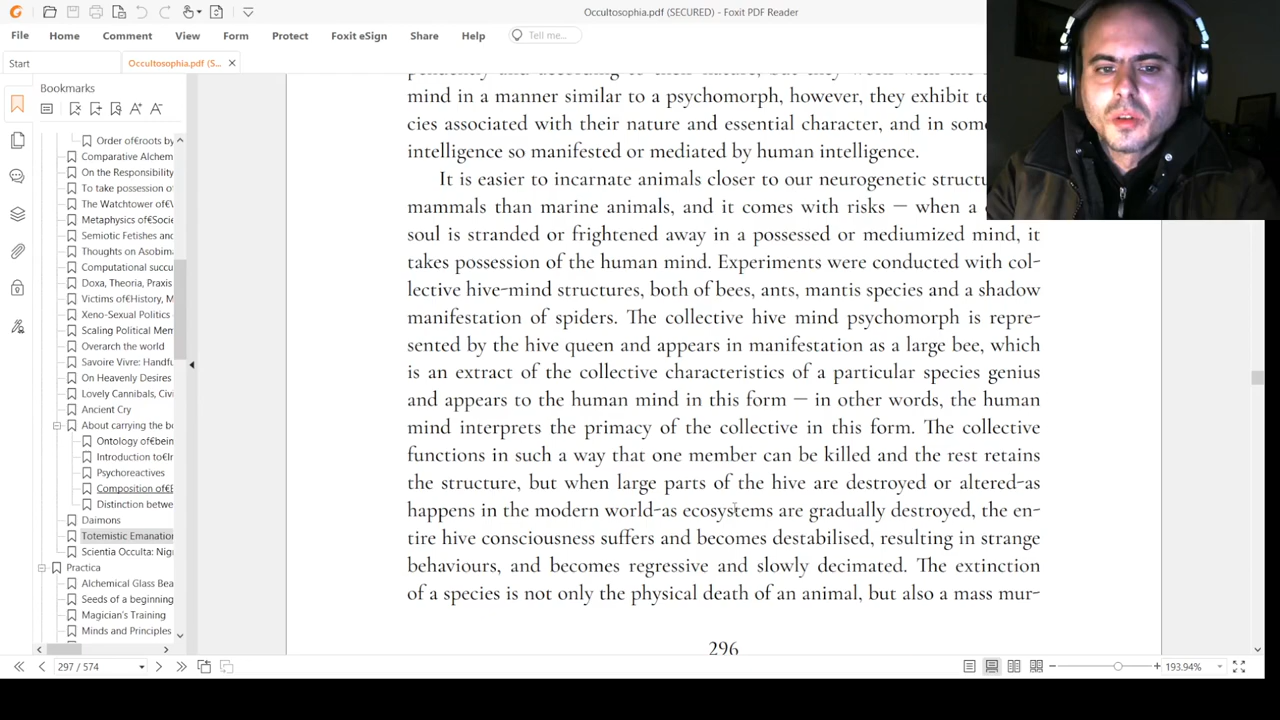 Occultosophia.pdf (SECURED) - Foxit PDF Reader
File Home Comment View Form Protect Foxit eSign Share Help Tell me...
Start
Occultosophia.pdf (S...
Bookmarks
Order of€roots by
Comparative Alchem
On the Responsibility
To take possession o
The Watchtower of€
Metaphysics of€Socie
Semiotic Fetishes and
Thoughts on Asobim
Computational succu
Doxa, Theoria, Praxis
Victims of€History, M
Xeno-Sexual Politics
Scaling Political Mem
Overarch the world
Savoire Vivre: Handfu
On Heavenly Desires
Lovely Cannibals, Civ
Ancient Cry
About carrying the bo
Ontology of€bein
Introduction to€Ir
Psychoreactives
Composition of€E
Distinction betwe
Daimons
Totemistic Emanation
Scientia Occulta: Nig
Practica
Alchemical Glass Bea
Seeds of a beginning
Magician's Training
Minds and Principles
mind in a manner similar to a psychomorph, however, they exhibit te
cies associated with their nature and essential character, and in som
intelligence so manifested or mediated by human intelligence.
It is easier to incarnate animals closer to our neurogenetic struct
mammals than marine animals, and it comes with risks — when a
soul is stranded or frightened away in a possessed or mediumized mind, it
takes possession of the human mind. Experiments were conducted with col-
lective hive-mind structures, both of bees, ants, mantis species and a shadow
manifestation of spiders. The collective hive mind psychomorph is repre-
sented by the hive queen and appears in manifestation as a large bee, which
is an extract of the collective characteristics of a particular species genius
and appears to the human mind in this form — in other words, the human
mind interprets the primacy of the collective in this form. The collective
functions in such a way that one member can be killed and the rest retains
the structure, but when large parts of the hive are destroyed or altered-as
happens in the modern world-as ecosystems are gradually destroyed, the en-
tire hive consciousness suffers and becomes destabilised, resulting in strange
behaviours, and becomes regressive and slowly decimated. The extinction
of a species is not only the physical death of an animal, but also a mass mur-
296
297 / 574
193.94%